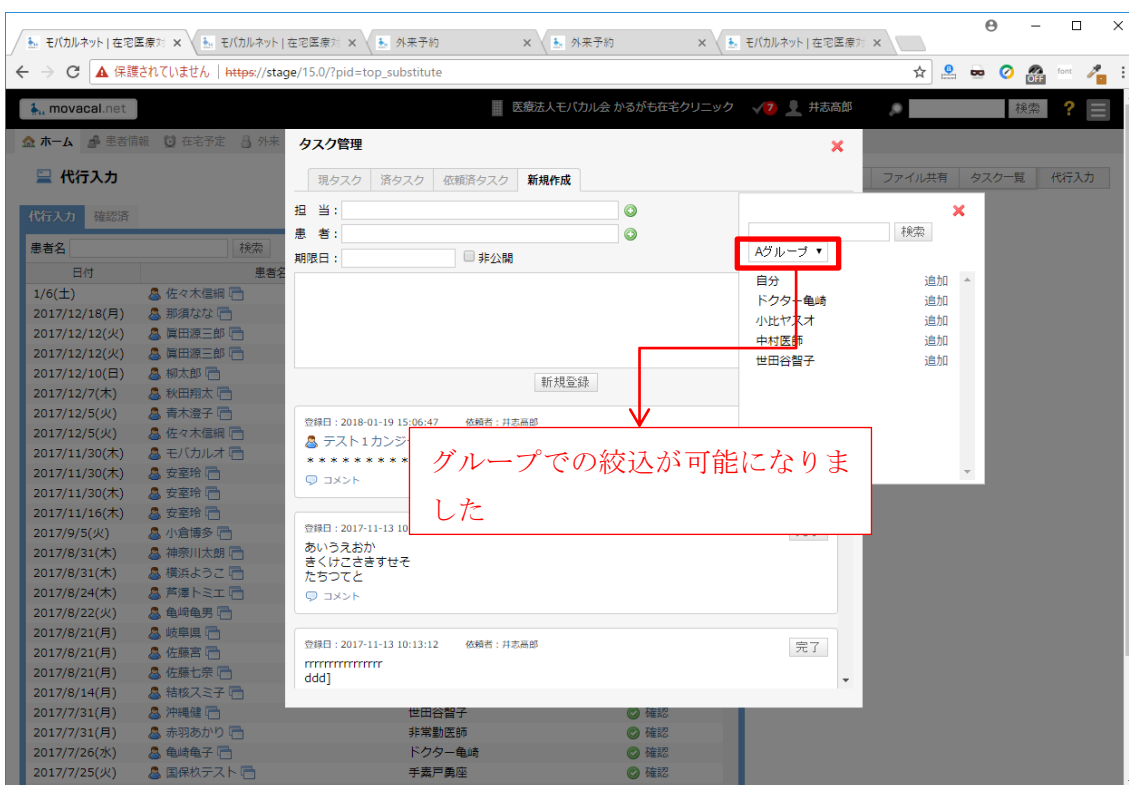 モバカルネット | 在宅医療対
モバカルネット | 在宅医療対
外来予約
外来予約
モバカルネット | 在宅医療対
保護されていません | https://stage/15.0/?pid=top_substitute
font
OFF
movacal.net
医療法人モバカル会 かるがも在宅クリニック
7
井志高郎
検索
?
ホーム 患者情報 在宅予定 外来
代行入力
ファイル共有 タスク一覧 代行入力
代行入力 確認済
患者名 検索
日付 患者名
1/6(土) 佐々木信綱
2017/12/18(月) 那須なな
2017/12/12(火) 眞田源三郎
2017/12/12(火) 眞田源三郎
2017/12/10(日) 柳太郎
2017/12/7(木) 秋田翔太
2017/12/5(火) 青木澄子
2017/12/5(火) 佐々木信綱
2017/11/30(木) モバカルオ
2017/11/30(木) 安室玲
2017/11/30(木) 安室玲
2017/11/16(木) 安室玲
2017/9/5(火) 小倉博多
2017/8/31(木) 神奈川太朗
2017/8/31(木) 横浜ようこ
2017/8/24(木) 芦澤トミエ
2017/8/22(火) 亀崎亀男
2017/8/21(月) 岐阜県
2017/8/21(月) 佐藤宮
2017/8/21(月) 佐藤七奈
2017/8/14(月) 結核スミ子
2017/7/31(月) 沖縄健 世田谷智子 確認
2017/7/31(月) 赤羽あかり 非常勤医師 確認
2017/7/26(水) 亀崎亀子 ドクター亀崎 確認
2017/7/25(火) 国保杦テスト 手素戸勇座 確認
タスク管理
現タスク 済タスク 依頼済タスク 新規作成
担 当:
患 者:
期限日: 非公開
新規登録
登録日:2018-01-19 15:06:47 依頼者:井志高郎
テスト1カンジ
*********
コメント
登録日:2017-11-13 10
あいうえおか
きくけこさきすせそ
たちつてと
コメント
登録日:2017-11-13 10:13:12 依頼者:井志高郎
完了
rrrrrrrrrrrrrrr
ddd]
検索
Aグループ ▼
自分 追加
ドクター亀崎 追加
小比ヤスオ 追加
中村医師 追加
世田谷智子 追加
グループでの絞込が可能になりま
した